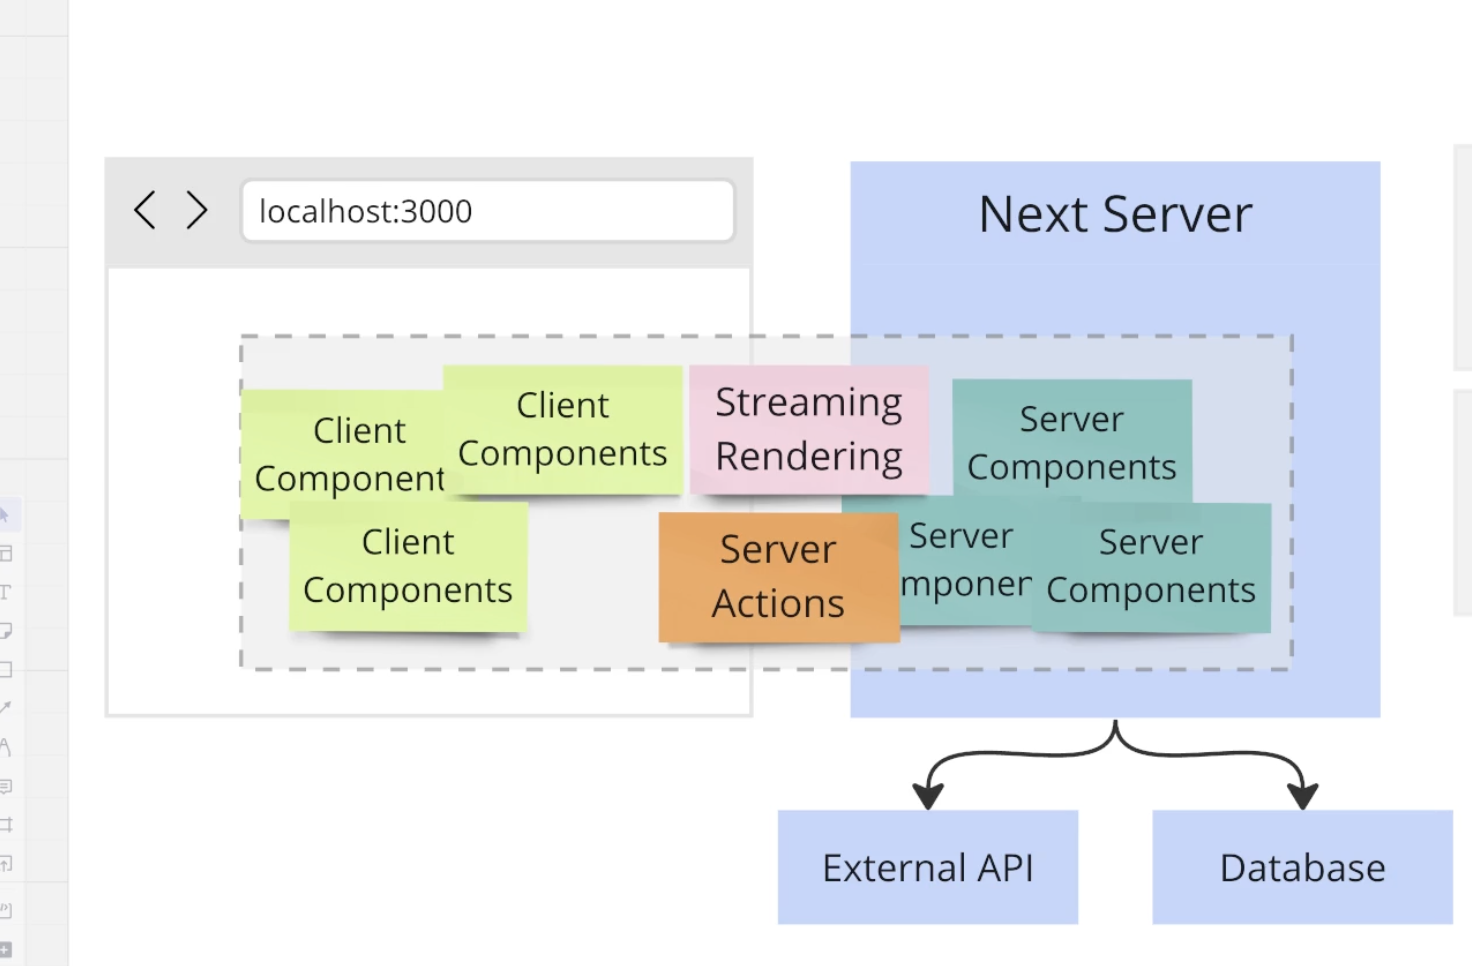 localhost:3000
Next Server
Client
Component
Client
Components
Client
Components
Streaming
Rendering
Server
Actions
Server
Components
Server
mponen
Server
Components
External API
Database